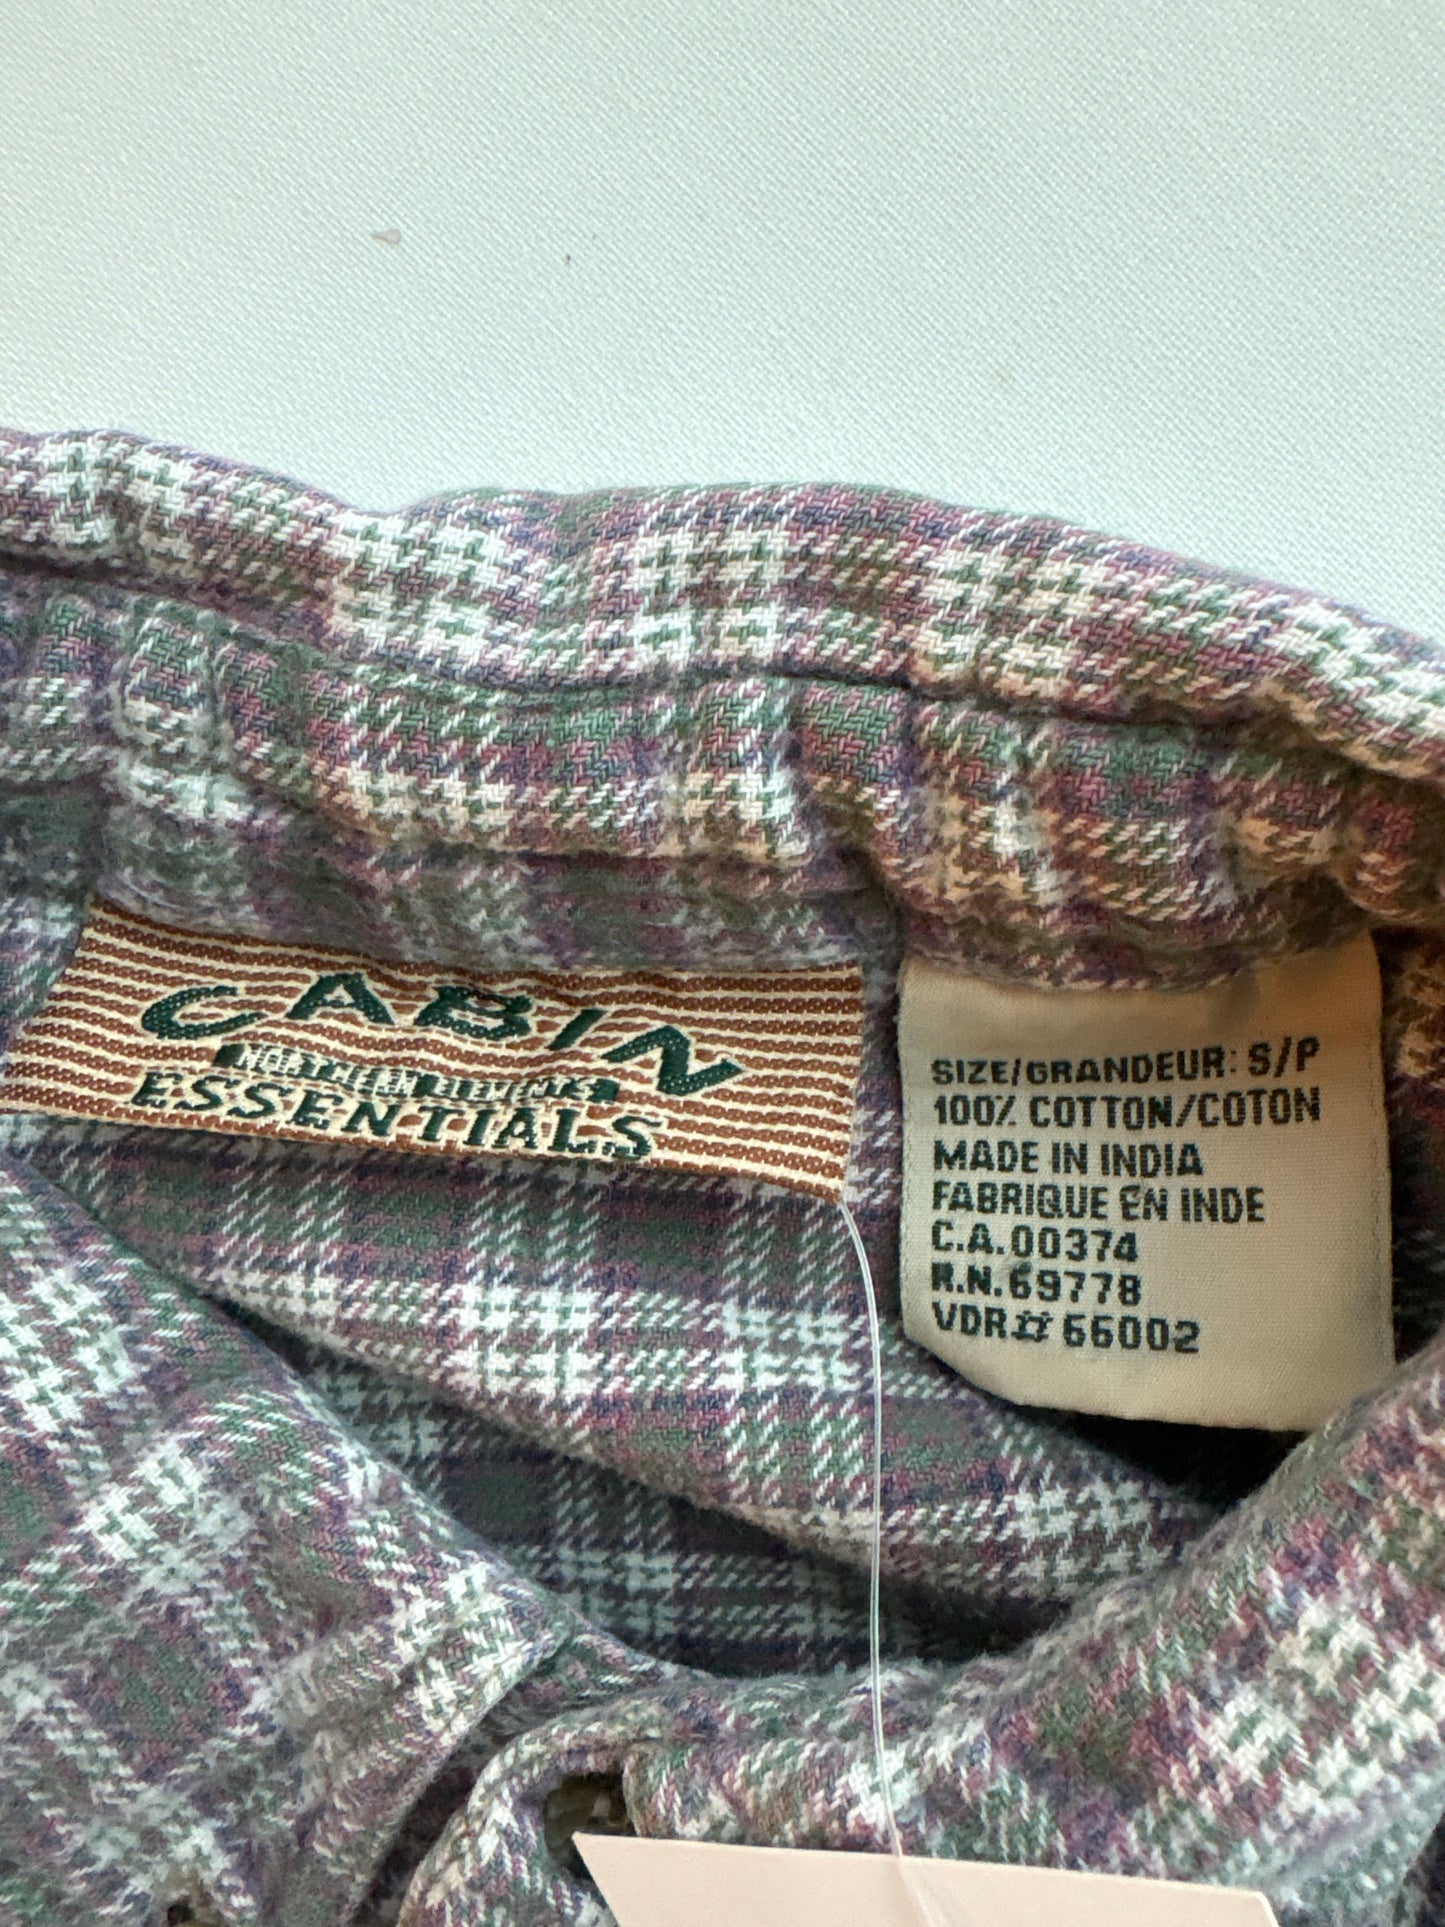 CABIN
NORTHERN ELEMENTS
ESSENTIALS
SIZE/GRANDEUR: S/P
100% COTTON/COTON
MADE IN INDIA
FABRIQUE EN INDE
C.A.00374
R.N.69778
VDR# 66002